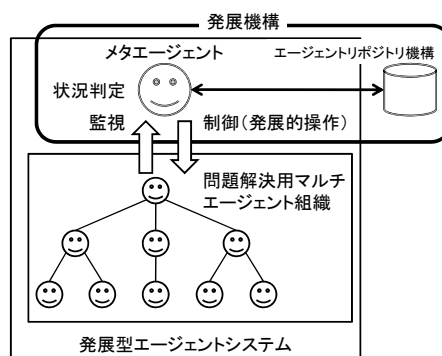 発展機構
メタエージェント
エージェントリポジトリ機構
状況判定
監視
制御(発展的操作)
問題解決用マルチ
エージェント組織
発展型エージェントシステム